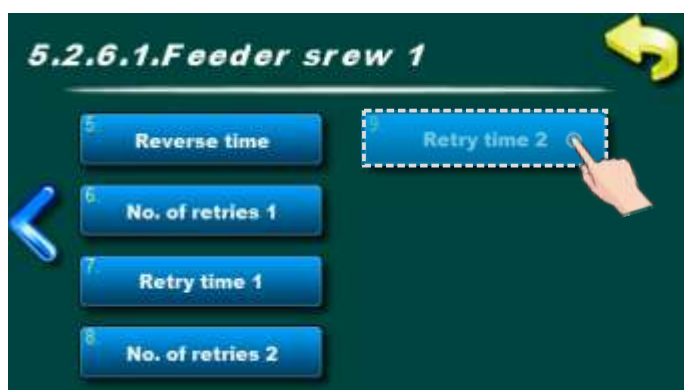 5.2.6.1.Feeder srew 1
5.
Reverse time
6.
No. of retries 1
7.
Retry time 1
8.
No. of retries 2
9.
Retry time 2